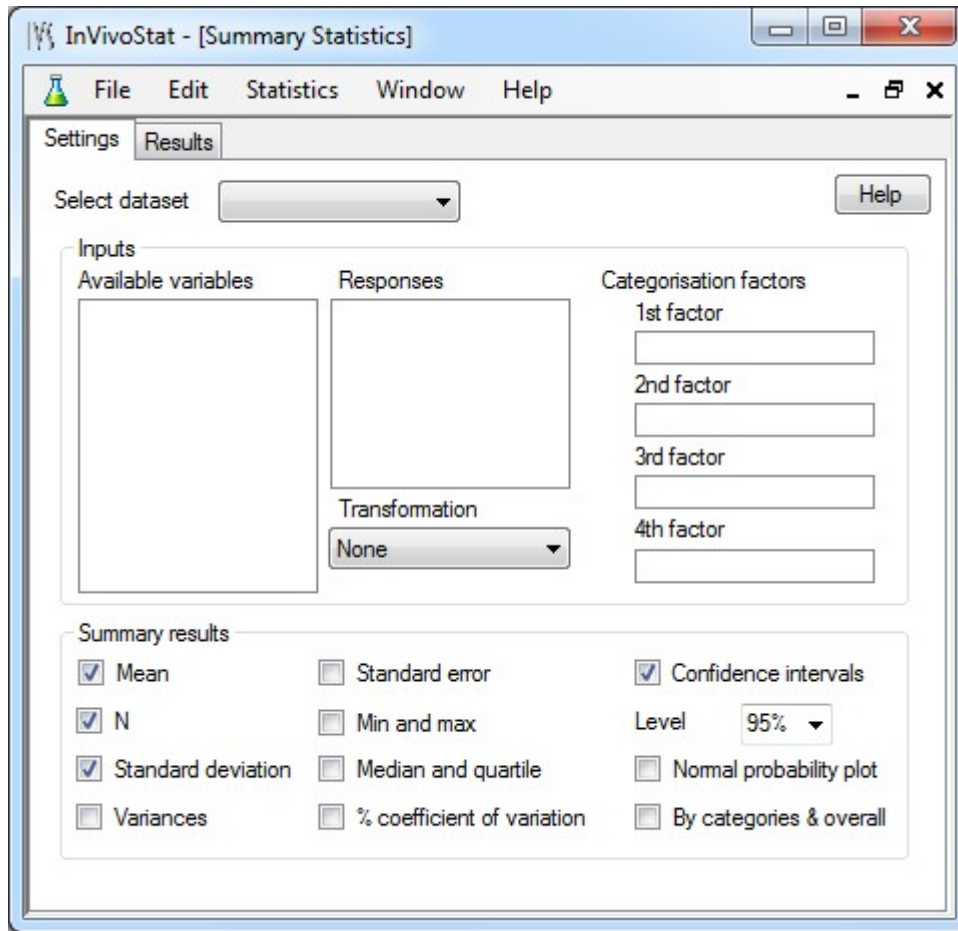 InVivoStat - [Summary Statistics]
File Edit Statistics Window Help
Settings Results
Select dataset Help
Inputs
Available variables Responses Categorisation factors
1st factor
2nd factor
3rd factor
Transformation
4th factor
None
Summary results
Mean Standard error Confidence intervals
N Min and max Level 95%
Standard deviation Median and quartile Normal probability plot
Variances % coefficient of variation By categories & overall